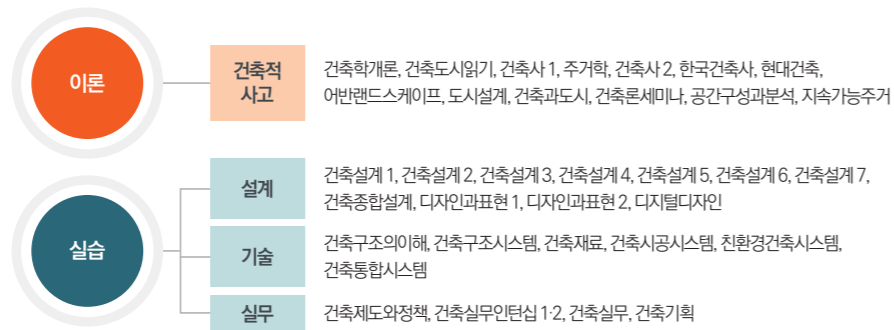 이론
건축적
사고
건축학개론, 건축도시읽기, 건축사 1, 주거학, 건축사 2, 한국건축사, 현대건축,
어반랜드스케이프, 도시설계, 건축과도시, 건축론세미나, 공간구성과분석, 지속가능주거
실습
설계
건축설계 1, 건축설계 2, 건축설계 3, 건축설계 4, 건축설계 5, 건축설계 6, 건축설계 7,
건축종합설계, 디자인과표현 1, 디자인과표현 2, 디지털디자인
기술
건축구조의이해, 건축구조시스템, 건축재료, 건축시공시스템, 친환경건축시스템,
건축통합시스템
실무
건축제도와정책, 건축실무인턴십 1·2, 건축실무, 건축기획